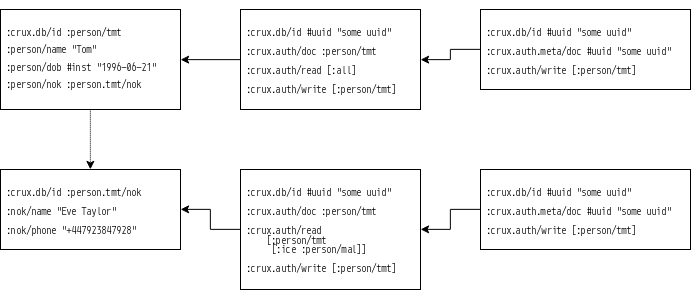 :crux.db/id :person/tmt
:person/name "Tom"
:person/dob #inst "1996-06-21"
:person/nok :person.tmt/nok
:crux.db/id #uuid "some uuid"
:crux.auth/doc :person/tmt
:crux.auth/read [:all]
:crux.auth/write [:person/tmt]
:crux.db/id #uuid "some uuid"
:crux.auth.meta/doc #uuid "some uuid"
:crux.auth/write [:person/tmt]
:crux.db/id :person.tmt/nok
:nok/name "Eve Taylor"
:nok/phone "+447923847928"
:crux.db/id #uuid "some uuid"
:crux.auth/doc :person/tmt
:crux.auth/read
[:person/tmt
[:ice :person/mal]]
:crux.auth/write [:person/tmt]
:crux.db/id #uuid "some uuid"
:crux.auth.meta/doc #uuid "some uuid"
:crux.auth/write [:person/tmt]